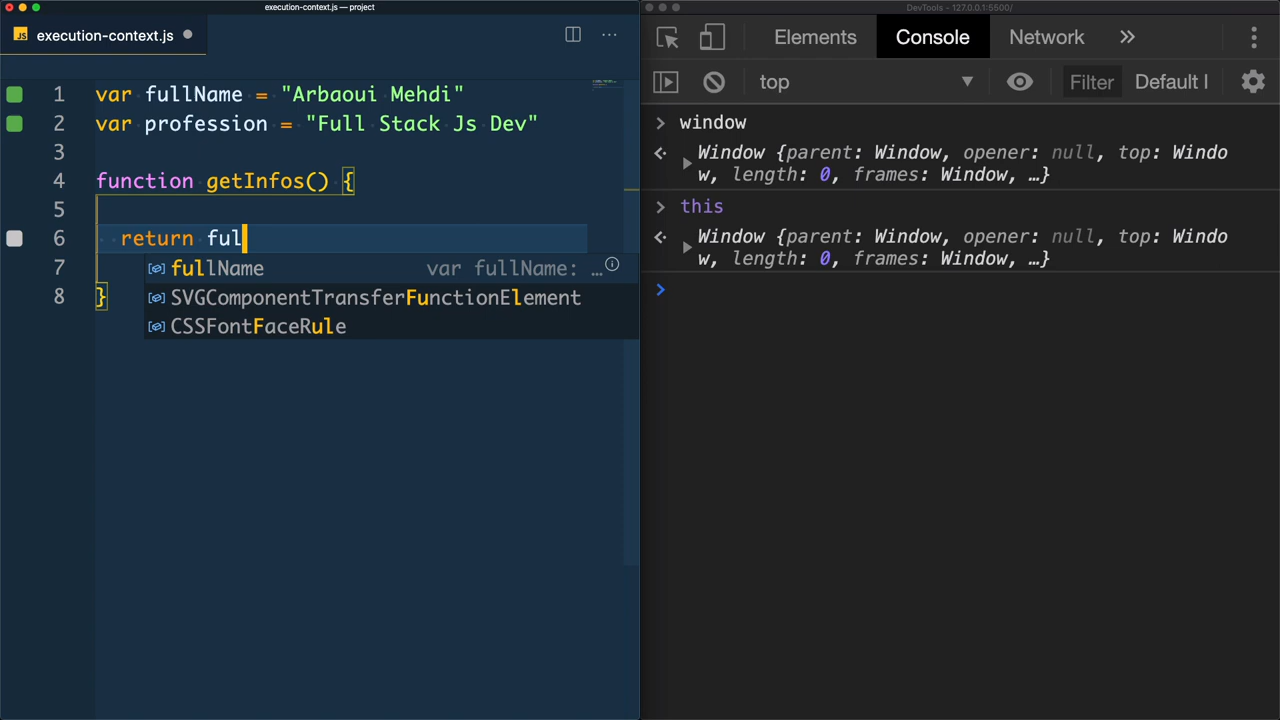 execution-context.js — project
JS execution-context.js
1 var fullName = "Arbaoui Mehdi"
2 var profession = "Full Stack Js Dev"
3
4 function getInfos() {
5
6 return ful
7
8 }
fullName var fullName: …
SVGComponentTransferFunctionElement
CSSFontFaceRule
DevTools - 127.0.0.1:5500/
Elements Console Network »
top Filter Default l
> window
Window {parent: Window, opener: null, top: Windo
w, length: 0, frames: Window, …}
> this
Window {parent: Window, opener: null, top: Windo
w, length: 0, frames: Window, …}
>